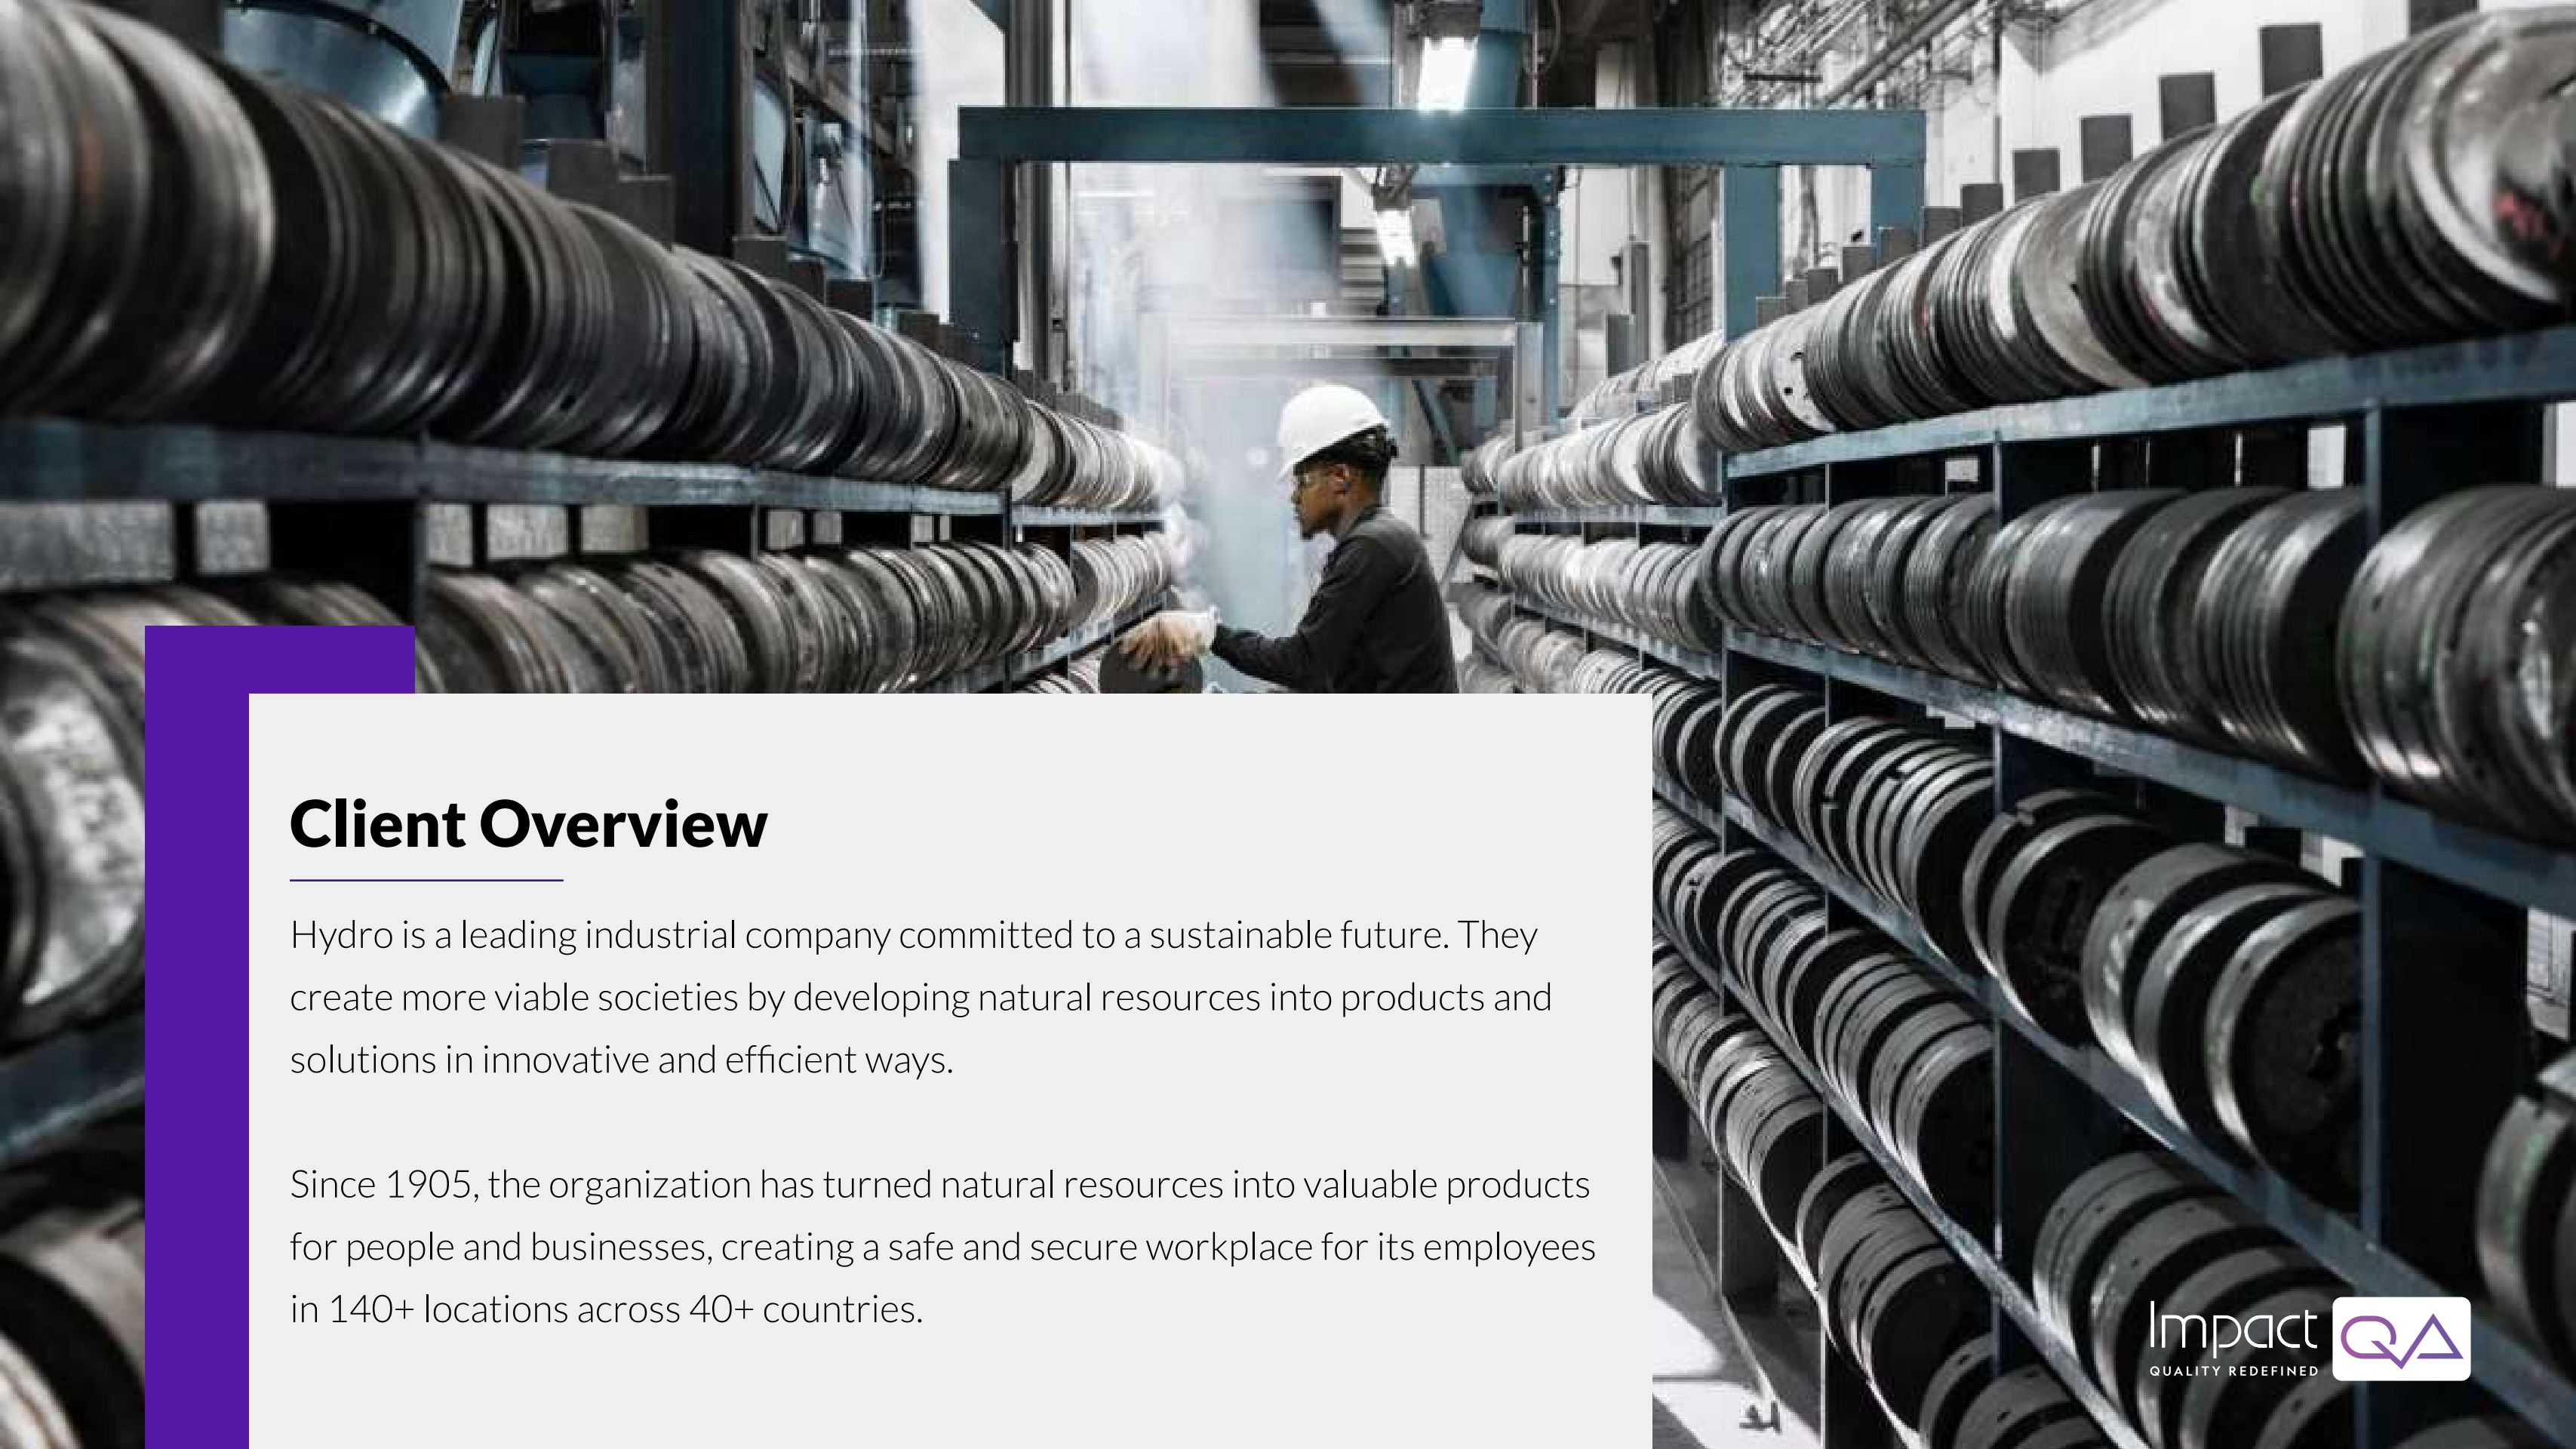 Client Overview
Hydro is a leading industrial company committed to a sustainable future. They
create more viable societies by developing natural resources into products and
solutions in innovative and efficient ways.
Since 1905, the organization has turned natural resources into valuable products
for people and businesses, creating a safe and secure workplace for its employees
in 140+ locations across 40+ countries.
Impact QA
QUALITY REDEFINED